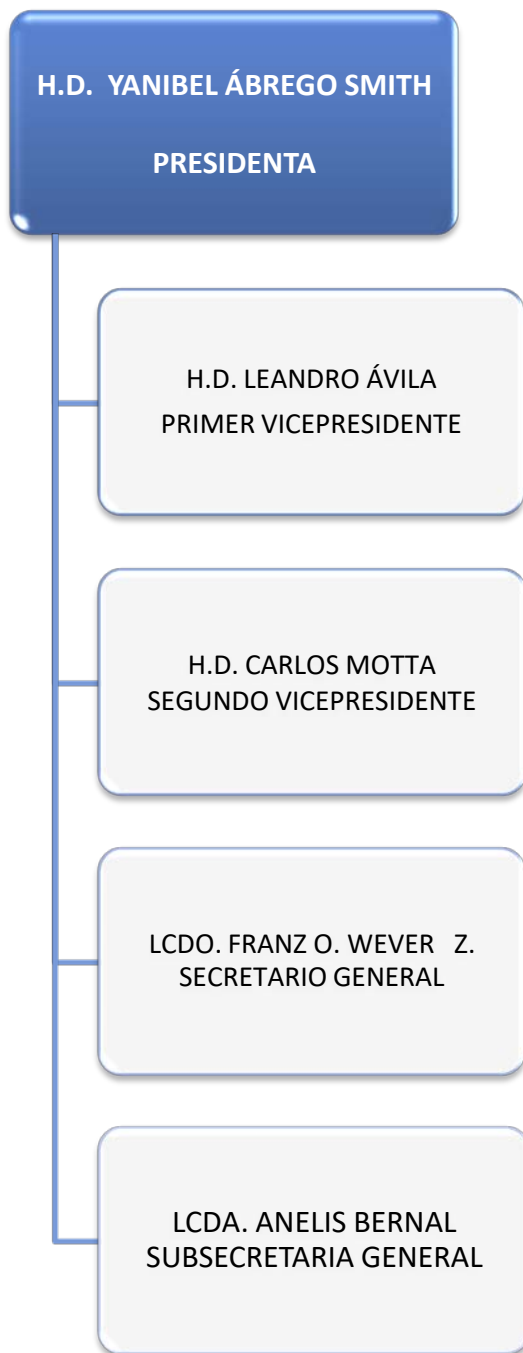 H.D. YANIBEL ÁBREGO SMITH
PRESIDENTA
H.D. LEANDRO ÁVILA
PRIMER VICEPRESIDENTE
H.D. CARLOS MOTTA
SEGUNDO VICEPRESIDENTE
LCDO. FRANZ O. WEVER Z.
SECRETARIO GENERAL
LCDA. ANELIS BERNAL
SUBSECRETARIA GENERAL